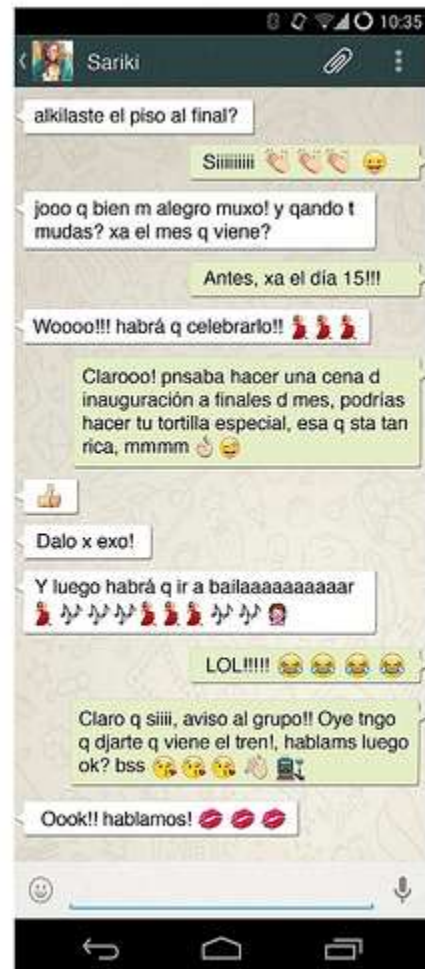 10:35
Sariki
alkilaste el piso al final?
Siiiiiiiii 👏 👏 👏 😛
jooo q bien m alegro muxo! y qando t
mudas? xa el mes q viene?
Antes, xa el día 15!!!
Woooo!!! habrá q celebrarlo!! 💃 💃 💃
Clarooo! pnsaba hacer una cena d
inauguración a finales d mes, podrías
hacer tu tortilla especial, esa q sta tan
rica, mmmm 👌 😜
👍
Dalo x exo!
Y luego habrá q ir a bailaaaaaaaaaar
💃 🎶 🎶 🎶 💃 💃 💃 🎶 🎶 💆
LOL!!!!! 😂 😂 😂 😂
Claro q siiii, aviso al grupo!! Oye tngo
q djarte q viene el tren!, hablams luego
ok? bss 😘 😘 😘 👋 🚉
Oook!! hablamos! 💋 💋 💋